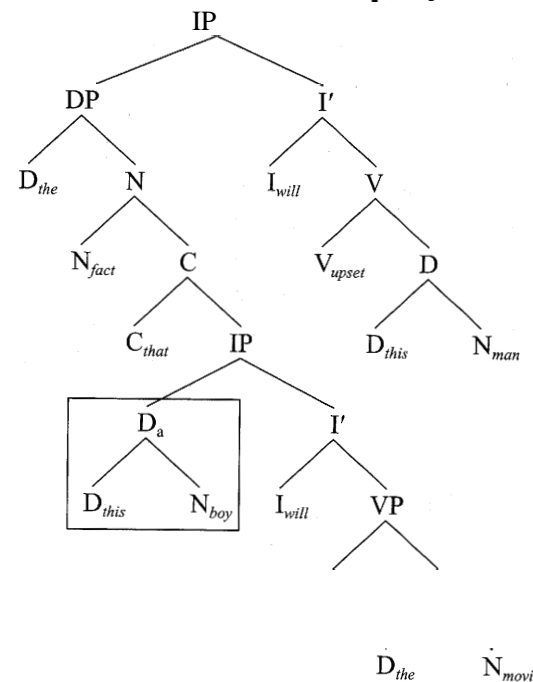 IP
DP I′
D the N I will V
N fact C V upset D
C that IP D this N man
D a I′
D this N boy I will VP
D the N movi